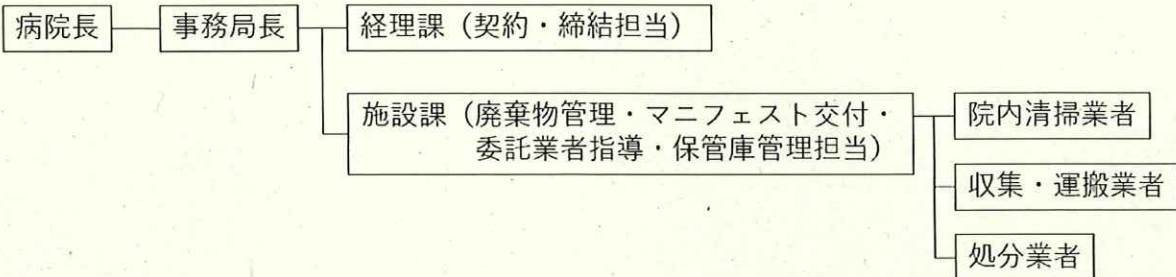 病院長
事務局長
経理課（契約・締結担当）
施設課（廃棄物管理・マニフェスト交付・
委託業者指導・保管庫管理担当）
院内清掃業者
収集・運搬業者
処分業者